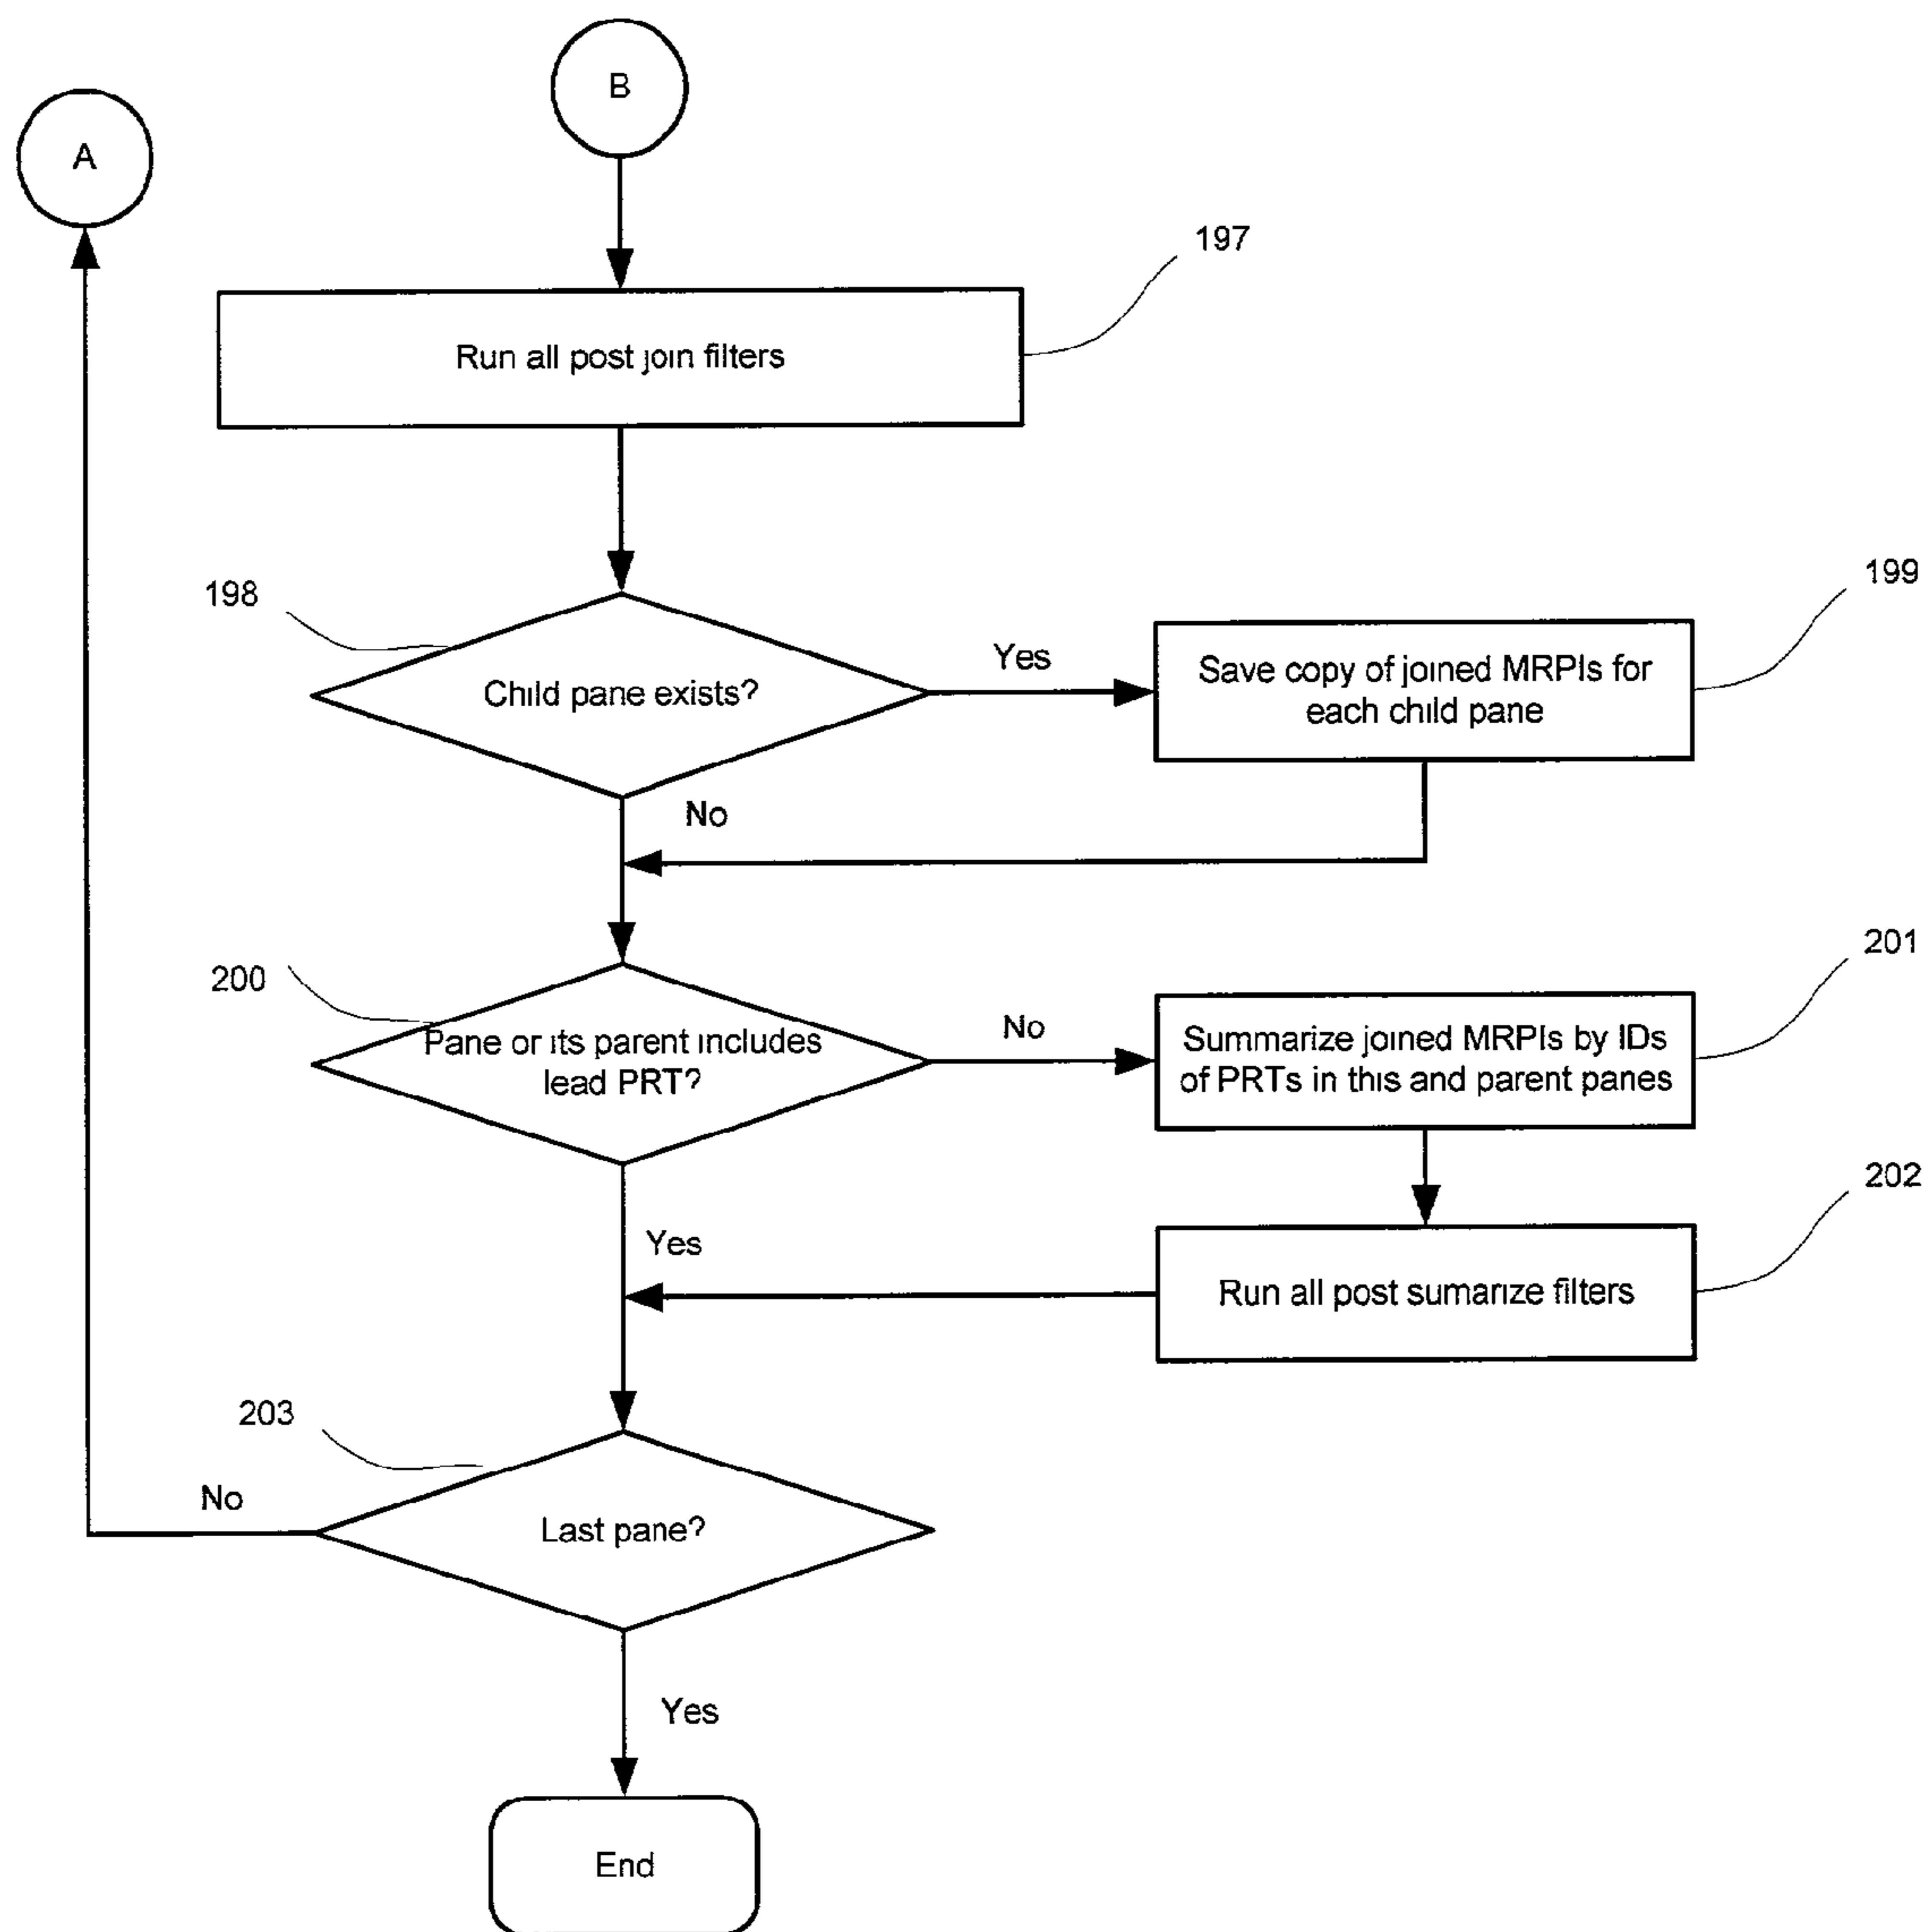 B
A
197
Run all post join filters
198
199
Child pane exists?
Yes
Save copy of joined MRPIs for
each child pane
No
200
201
Pane or its parent includes
lead PRT?
No
Summarize joined MRPIs by IDs
of PRTs in this and parent panes
202
Yes
Run all post sumarize filters
203
No
Last pane?
Yes
End